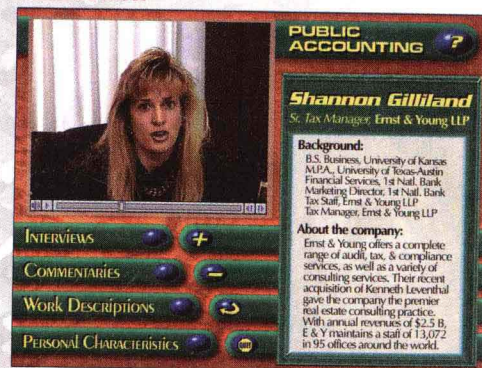 PUBLIC
ACCOUNTING
?
Shannon Gilliland
Sr. Tax Manager, Ernst & Young LLP
Background:
B.S. Business, University of Kansas
M.P.A., University of Texas-Austin
Financial Services, 1st Natl. Bank
Marketing Director, 1st Natl. Bank
Tax Staff, Ernst & Young LLP
Tax Manager, Ernst & Young LLP
About the company:
Ernst & Young offers a complete
range of audit, tax, & compliance
services, as well as a variety of
consulting services. Their recent
acquisition of Kenneth Leventhal
gave the company the premier
real estate consulting practice.
With annual revenues of $2.5 B,
E & Y maintains a staff of 13,072
in 95 offices around the world.
INTERVIEWS
COMMENTARIES
WORK DESCRIPTIONS
PERSONAL CHARACTERISTICS
QUIT